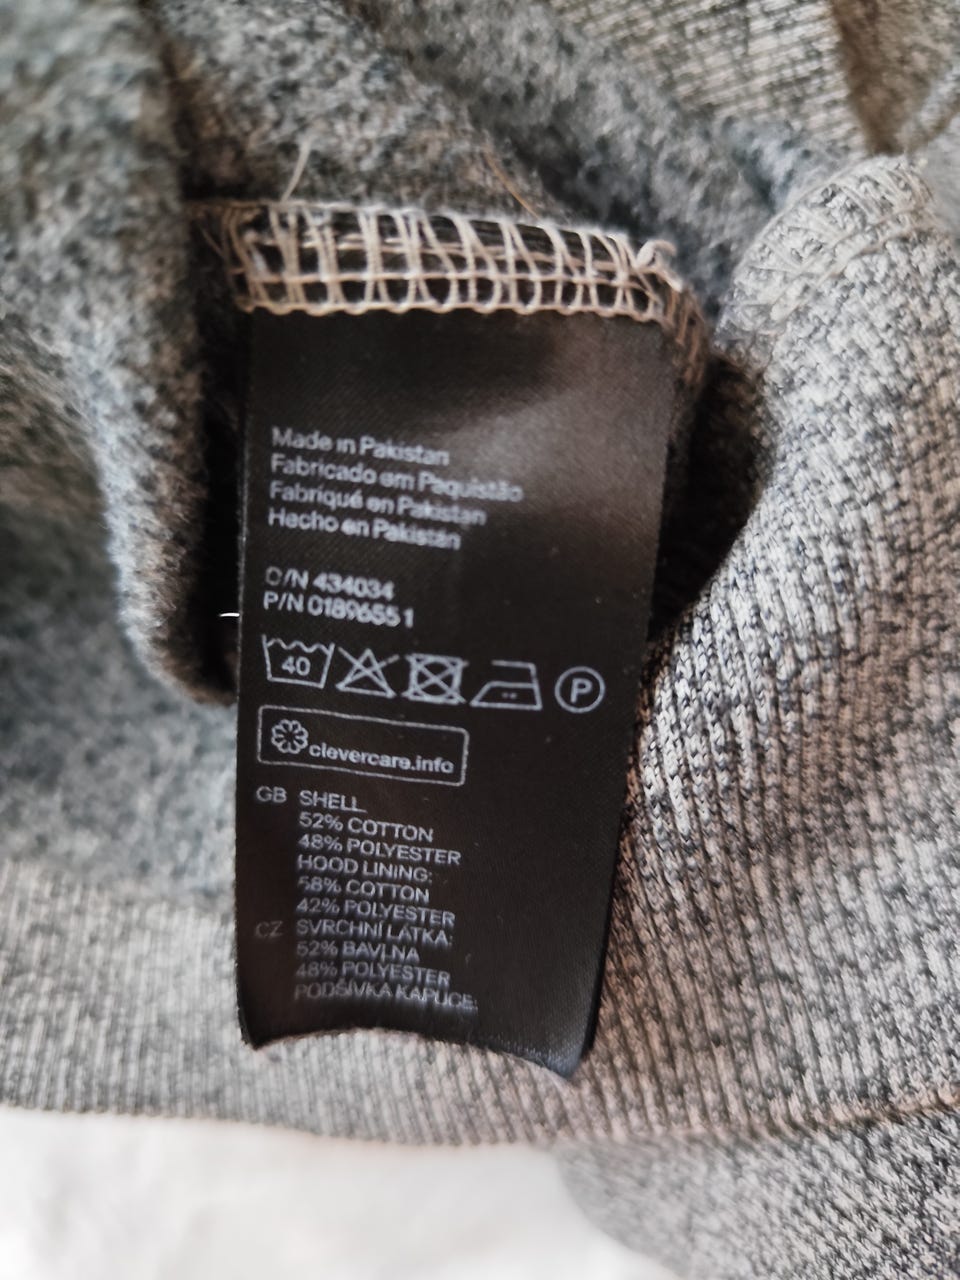 Made in Pakistan
Fabricado em Paquistão
Fabriqué en Pakistan
Hecho en Pakistán
O/N 434034
P/N 01896551
40 P
clevercare.info
GB SHELL
52% COTTON
48% POLYESTER
HOOD LINING:
58% COTTON
42% POLYESTER
CZ SVRCHNÍ LÁTKA:
52% BAVLNA
48% POLYESTER
PODŠÍVKA KAPUCE: